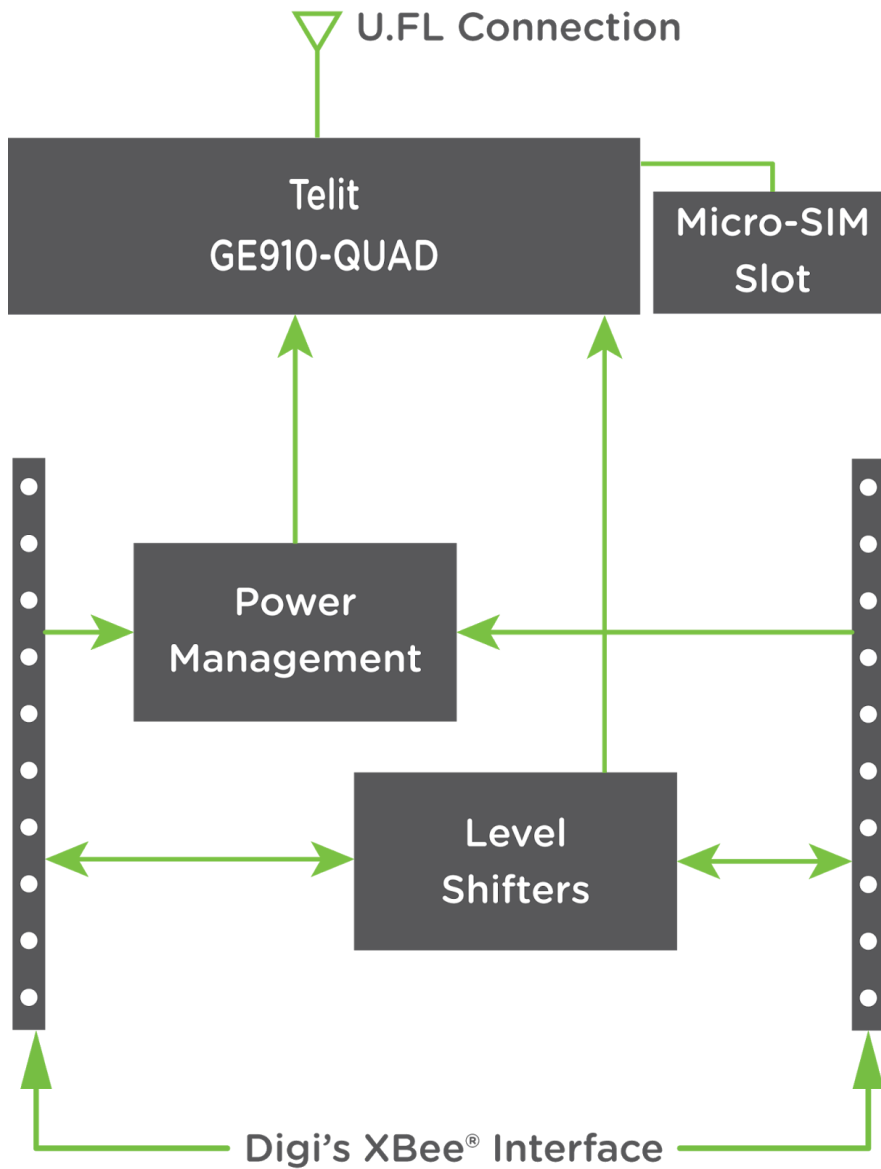 U.FL Connection
Telit
GE910-QUAD
Micro-SIM
Slot
Power
Management
Level
Shifters
Digi’s XBee® Interface